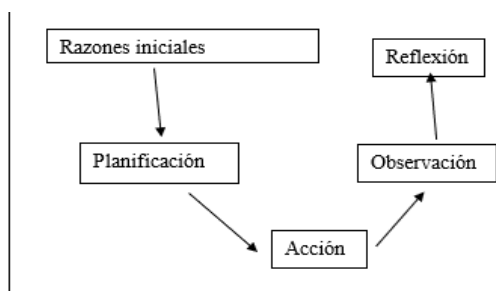 Razones iniciales
Reflexión
Planificación
Observación
Acción